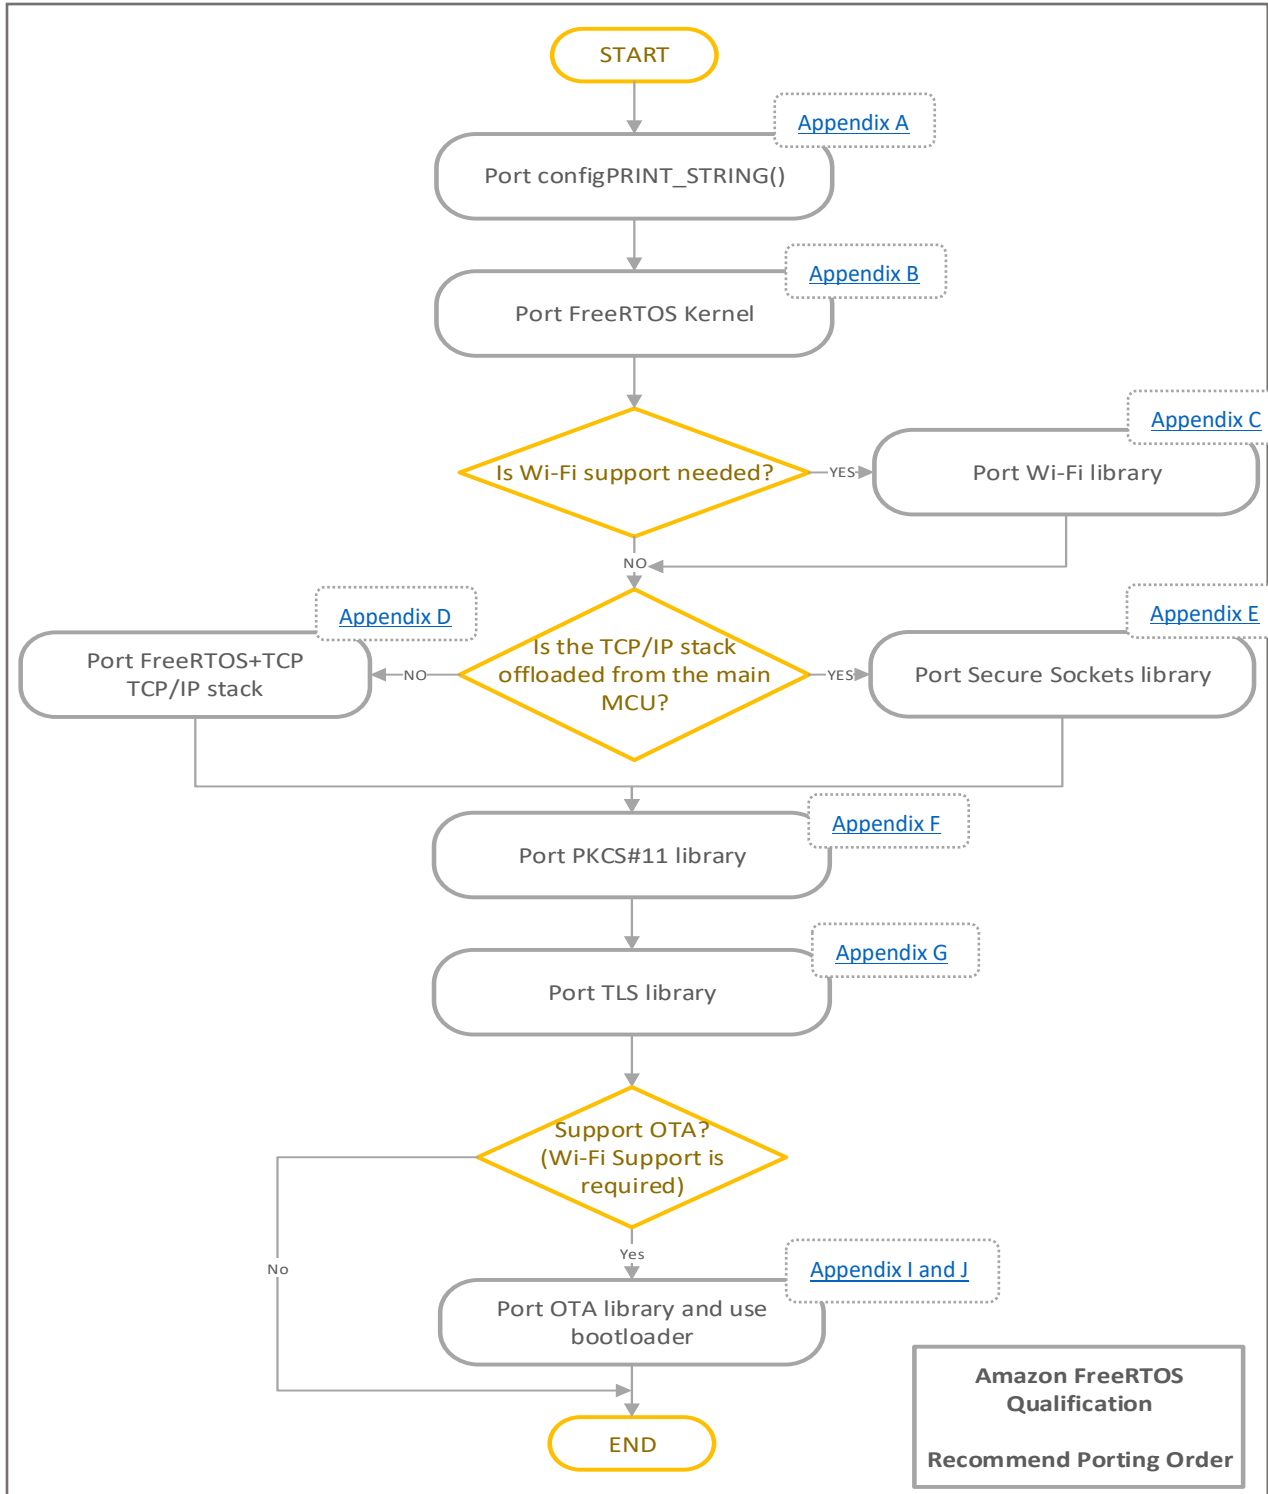 START
Appendix A
Port configPRINT_STRING()
Appendix B
Port FreeRTOS Kernel
Appendix C
Is Wi-Fi support needed?
YES
Port Wi-Fi library
NO
Appendix D
Port FreeRTOS+TCP
TCP/IP stack
NO
Is the TCP/IP stack
offloaded from the main
MCU?
YES
Appendix E
Port Secure Sockets library
Appendix F
Port PKCS#11 library
Appendix G
Port TLS library
Support OTA?
(Wi-Fi Support is
required)
No
Yes
Appendix I and J
Port OTA library and use
bootloader
END
Amazon FreeRTOS
Qualification
Recommend Porting Order